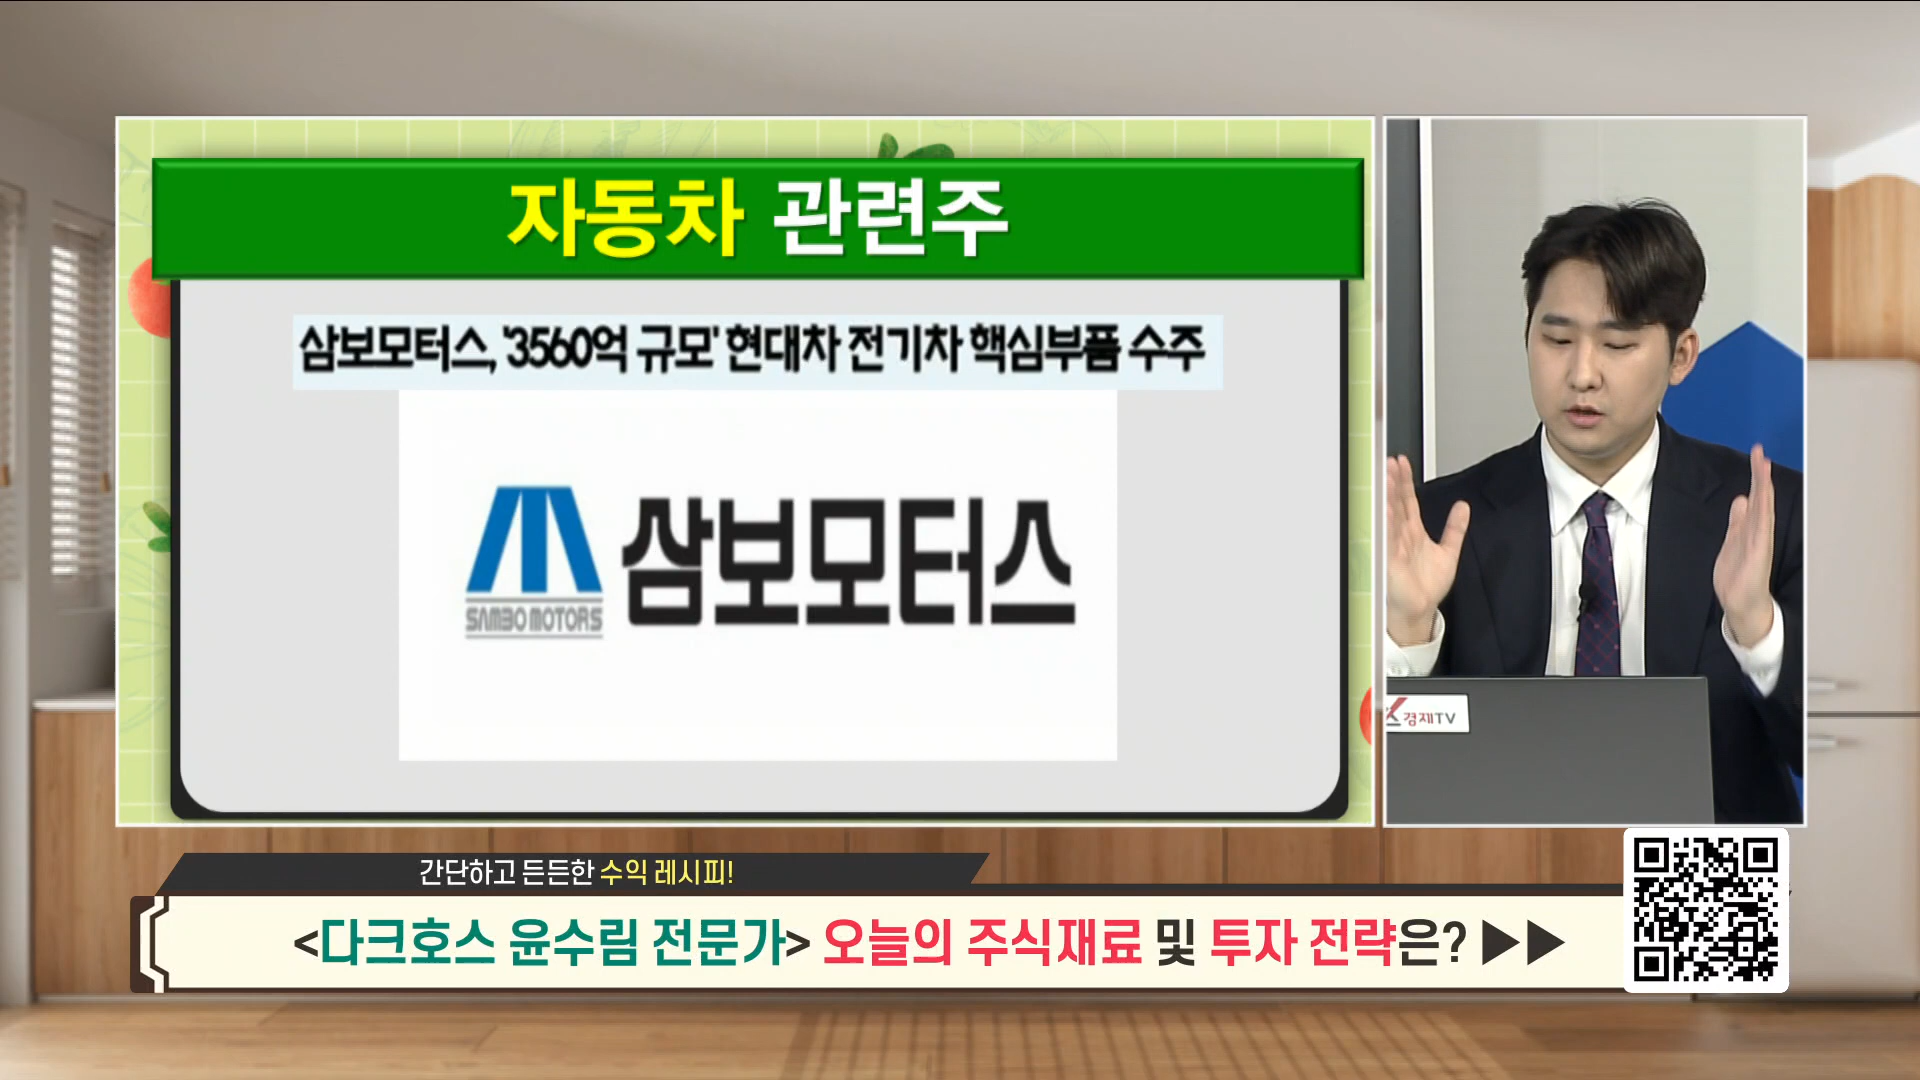 자동차 관련주
삼보모터스, '3560억 규모' 현대차 전기차 핵심부품 수주
SAMBO MOTORS
삼보모터스
경제TV
간단하고 든든한 수익 레시피!
<다크호스 윤수림 전문가> 오늘의 주식재료 및 투자 전략은? ▶▶